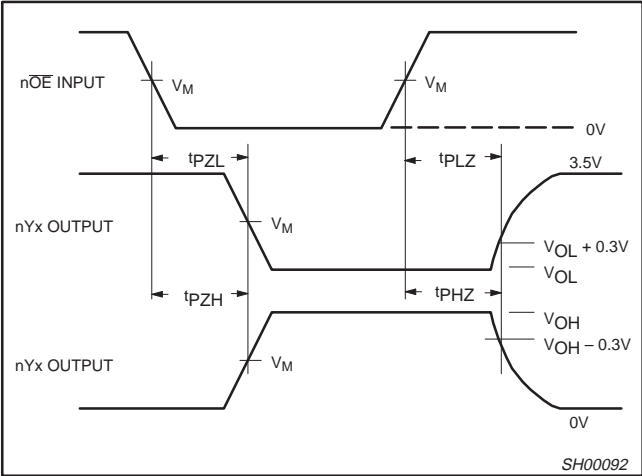 nO̅E̅ INPUT
VM
VM
0V
tPZL
tPLZ
3.5V
nYx OUTPUT
VM
VOL + 0.3V
VOL
tPZH
tPHZ
VOH
VOH – 0.3V
nYx OUTPUT
VM
0V
SH00092